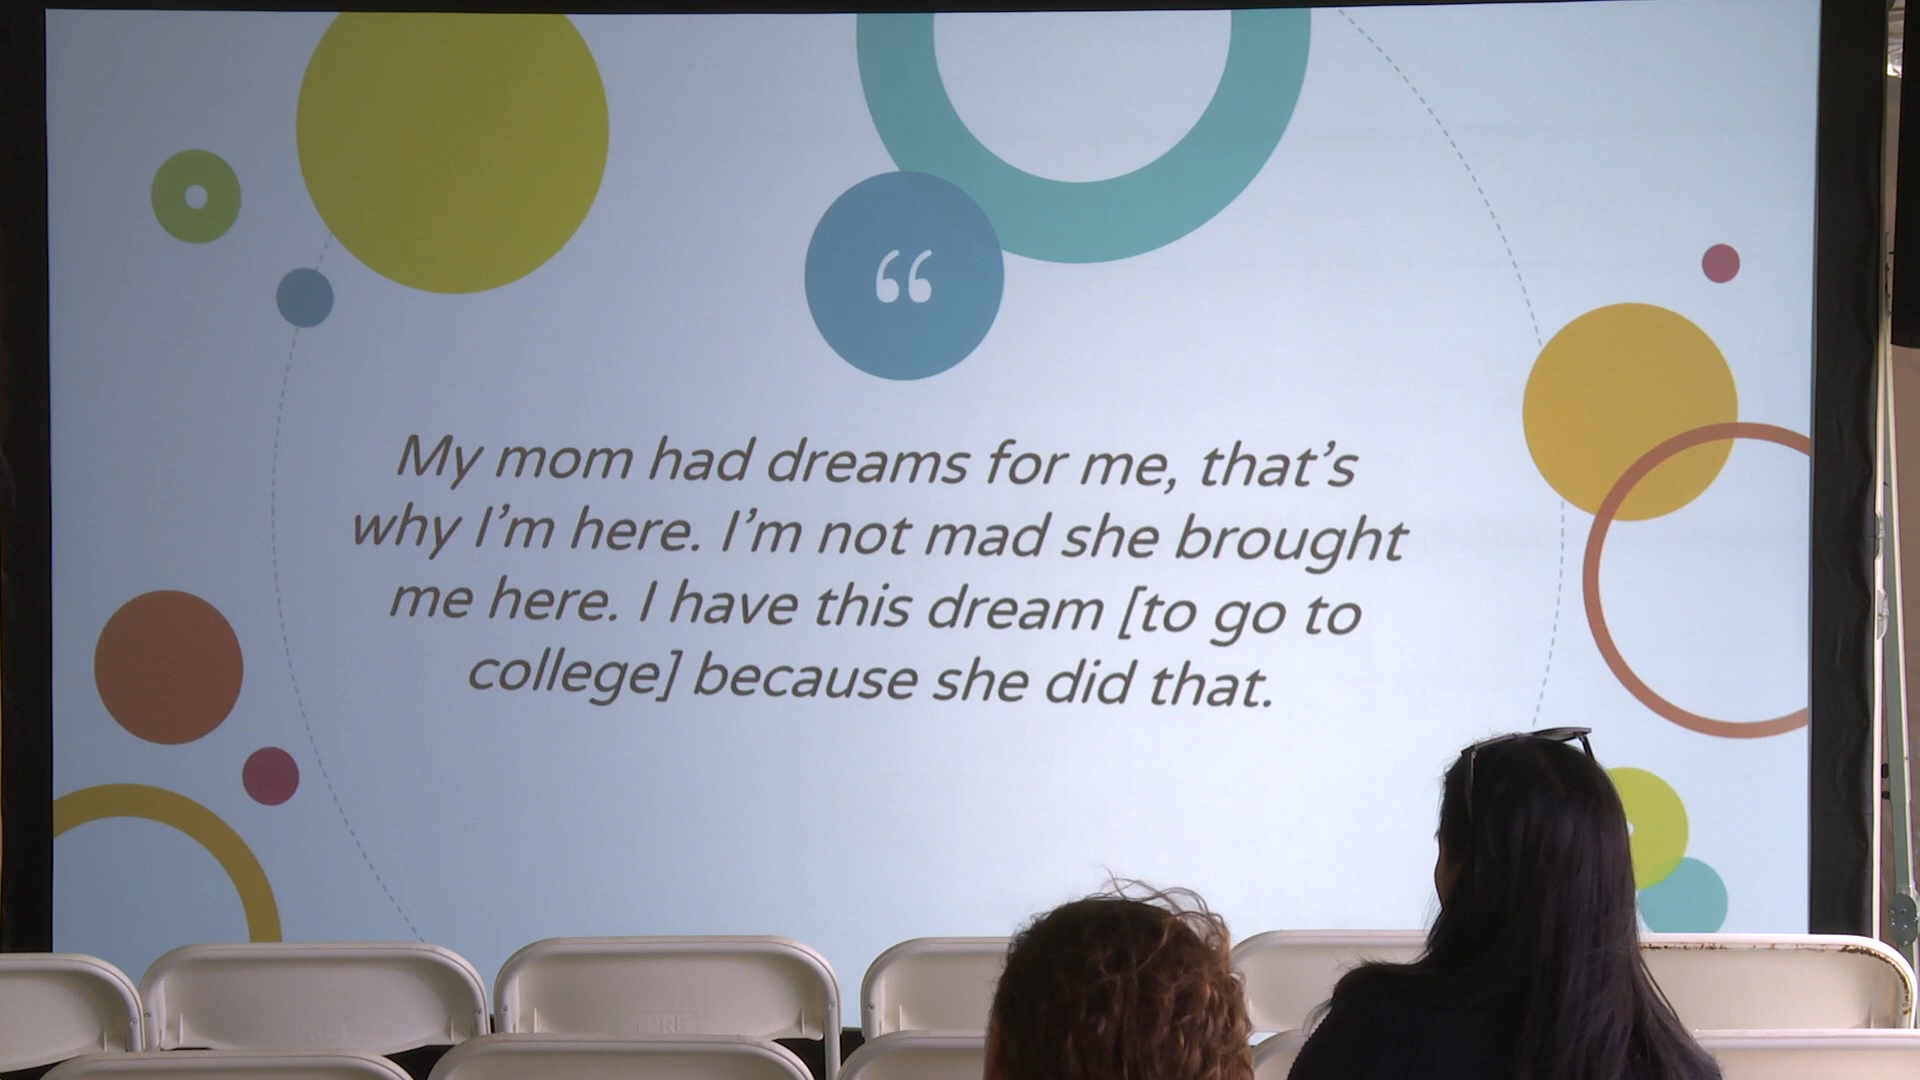 “
My mom had dreams for me, that’s
why I’m here. I’m not mad she brought
me here. I have this dream [to go to
college] because she did that.